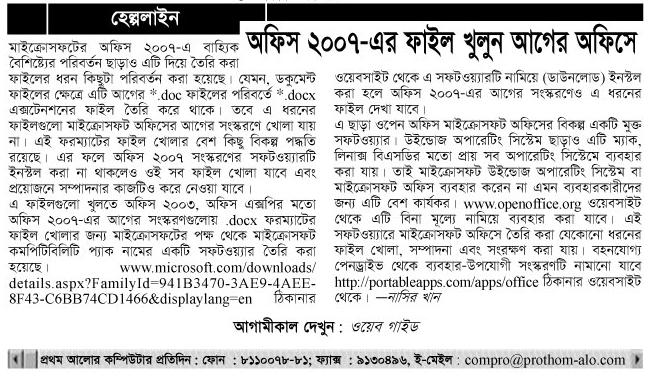 হেল্পলাইন
অফিস ২০০৭-এর ফাইল খুলুন আগের অফিসে
মাইক্রোসফটের অফিস ২০০৭-এ বাহ্যিক
বৈশিষ্ট্যের পরিবর্তন ছাড়াও এটি দিয়ে তৈরি করা
ফাইলের ধরন কিছুটা পরিবর্তন করা হয়েছে। যেমন, ডকুমেন্ট
ফাইলের ক্ষেত্রে এটি আগের *.doc ফাইলের পরিবর্তে *.docx
এক্সটেনশনের ফাইল তৈরি করে থাকে। তবে এ ধরনের
ফাইলগুলো মাইক্রোসফট অফিসের আগের সংস্করণে খোলা যায়
না। এই ফরম্যাটের ফাইল খোলার বেশ কিছু বিকল্প পদ্ধতি
রয়েছে। এর ফলে অফিস ২০০৭ সংস্করণের সফটওয়্যারটি
ইনস্টল করা না থাকলেও ওই সব ফাইল খোলা যাবে এবং
প্রয়োজনে সম্পাদনার কাজটিও করে নেওয়া যাবে।
এ ফাইলগুলো খুলতে অফিস ২০০৩, অফিস এক্সপির মতো
অফিস ২০০৭-এর আগের সংস্করণগুলোয় .docx ফরম্যাটের
ফাইল খোলার জন্য মাইক্রোসফটের পক্ষ থেকে মাইক্রোসফট
কমপিটিবিলিটি প্যাক নামের একটি সফটওয়্যার তৈরি করা
হয়েছে। www.microsoft.com/downloads/
details.aspx?FamilyId=941B3470-3AE9-4AEE-
8F43-C6BB74CD1466&displaylang=en ঠিকানার
ওয়েবসাইট থেকে এ সফটওয়্যারটি নামিয়ে (ডাউনলোড) ইনস্টল
করা হলে অফিস ২০০৭-এর আগের সংস্করণেও এ ধরনের
ফাইল দেখা যাবে।
এ ছাড়া ওপেন অফিস মাইক্রোসফট অফিসের বিকল্প একটি মুক্ত
সফটওয়্যার। উইন্ডোজ অপারেটিং সিস্টেম ছাড়াও এটি ম্যাক,
লিনাক্স বিএসডির মতো প্রায় সব অপারেটিং সিস্টেমে ব্যবহার
করা যায়। তাই মাইক্রোসফট উইন্ডোজ অপারেটিং সিস্টেম বা
মাইক্রোসফট অফিস ব্যবহার করেন না এমন ব্যবহারকারীদের
জন্য এটি বেশ কার্যকর। www.openoffice.org ওয়েবসাইট
থেকে এটি বিনা মূল্যে নামিয়ে ব্যবহার করা যাবে। এই
সফটওয়্যারে মাইক্রোসফট অফিসে তৈরি করা যেকোনো ধরনের
ফাইল খোলা, সম্পাদনা এবং সংরক্ষণ করা যায়। বহনযোগ্য
পেনড্রাইভ থেকে ব্যবহার-উপযোগী সংস্করণটি নামানো যাবে
http://portableapps.com/apps/office ঠিকানার ওয়েবসাইট
থেকে। —নাসির খান
আগামীকাল দেখুন : ওয়েব গাইড
প্রথম আলোর কম্পিউটার প্রতিদিন : ফোন : ৮১১০০৭৮-৮১; ফ্যাক্স : ৯১৩০৪৯৬, ই-মেইল : compro@prothom-alo.com